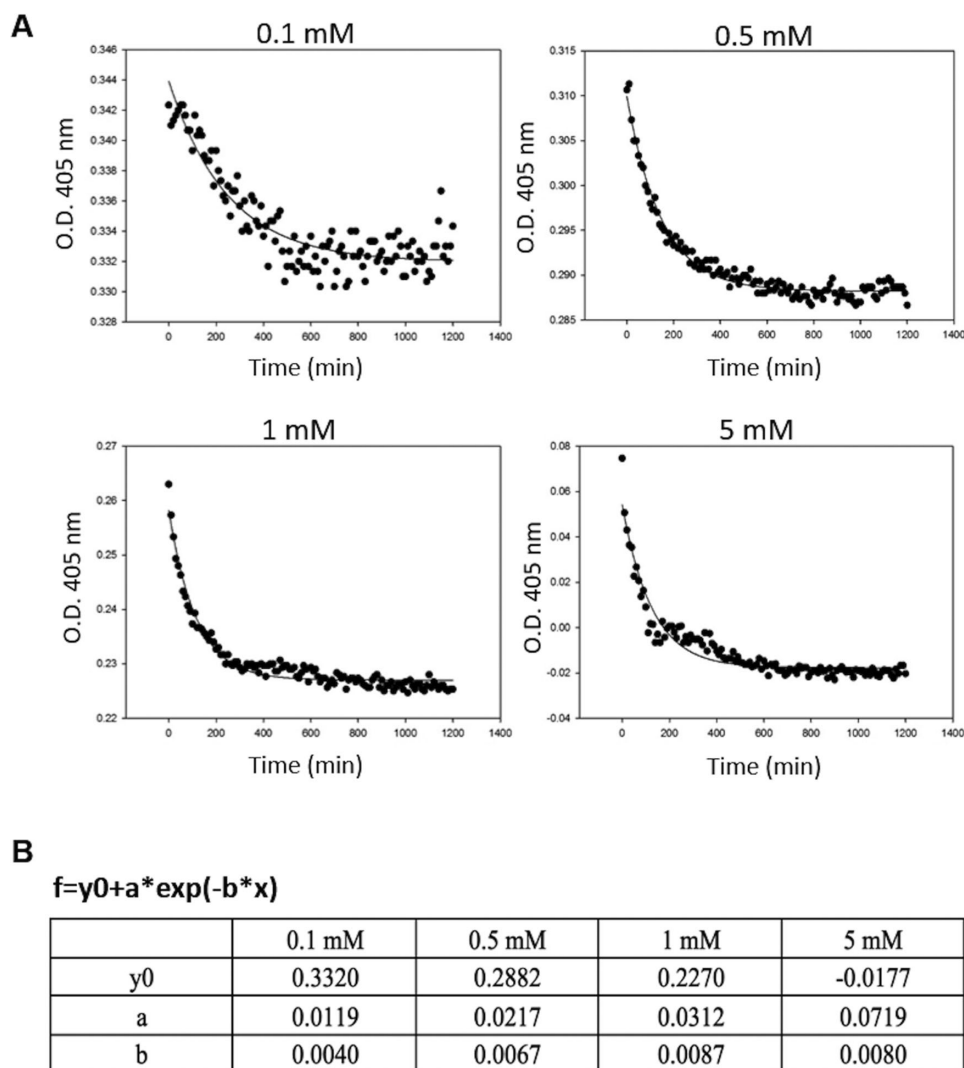 A
0.1 mM
0.346
0.344
0.342
0.340
0.338
0.336
0.334
0.332
0.330
0.328
O.D. 405 nm
0 200 400 600 800 1000 1200 1400
Time (min)
0.5 mM
0.315
0.310
0.305
0.300
0.295
0.290
0.285
O.D. 405 nm
0 200 400 600 800 1000 1200 1400
Time (min)
1 mM
0.27
0.26
0.25
0.24
0.23
0.22
O.D. 405 nm
0 200 400 600 800 1000 1200 1400
Time (min)
5 mM
0.08
0.06
0.04
0.02
0.00
-0.02
-0.04
O.D. 405 nm
0 200 400 600 800 1000 1200 1400
Time (min)
B
f=y0+a*exp(-b*x)
0.1 mM 0.5 mM 1 mM 5 mM
y0 0.3320 0.2882 0.2270 -0.0177
a 0.0119 0.0217 0.0312 0.0719
b 0.0040 0.0067 0.0087 0.0080